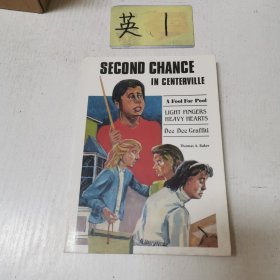 英 1
SECOND CHANCE
IN CENTERVILLE
A Fool For Pool
LIGHT FINGERS
HEAVY HEARTS
Dee Dee Graffiti
Thomas A. Baker